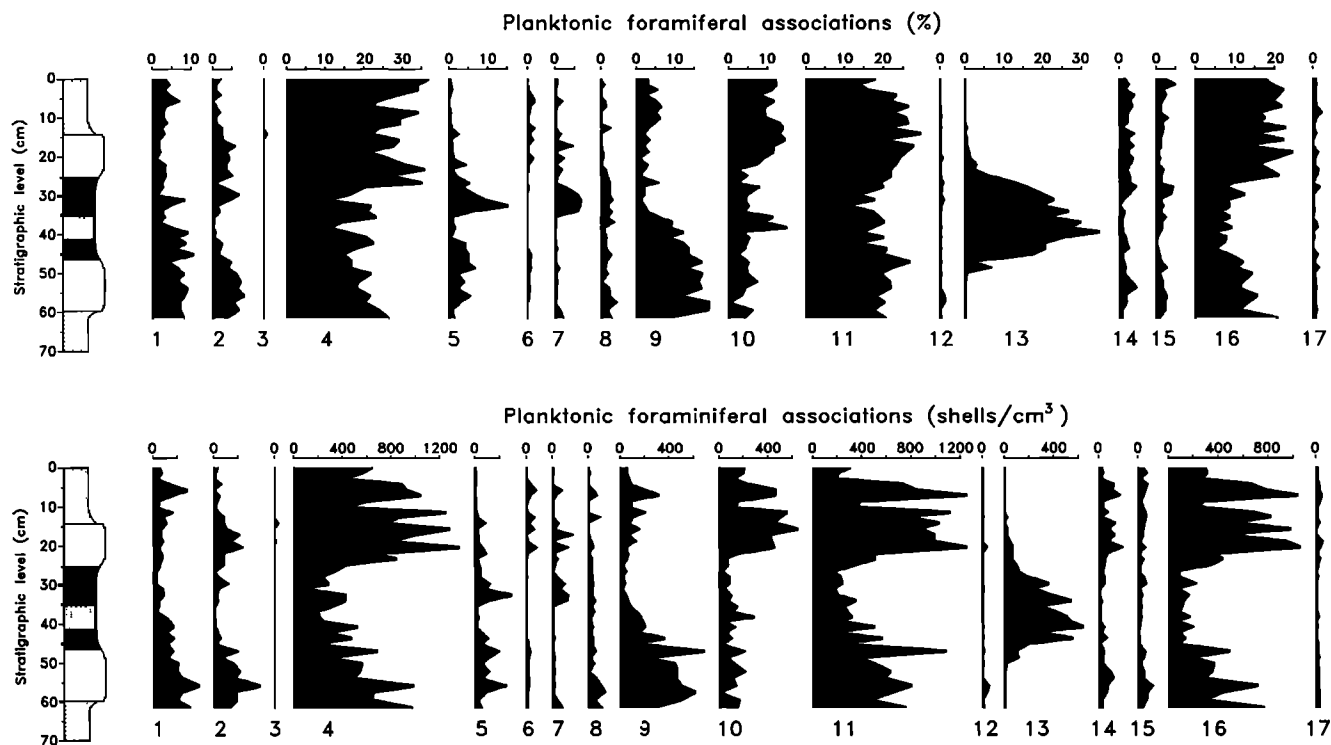 Planktonic foramiferal associations (%)
0 10 0 0 0 10 20 30 0 10 0 0 0 0 10 0 10 0 10 20 0 0 10 20 30 0 0 0 10 20 0
Stratigraphic level (cm)
0
10
20
30
40
50
60
70
1 2 3 4 5 6 7 8 9 10 11 12 13 14 15 16 17
Planktonic foraminiferal associations (shells/cm³)
0 0 0 0 400 800 1200 0 0 0 0 0 400 0 400 0 400 800 1200 0 0 400 0 0 0 400 800 0
Stratigraphic level (cm)
0
10
20
30
40
50
60
70
1 2 3 4 5 6 7 8 9 10 11 12 13 14 15 16 17